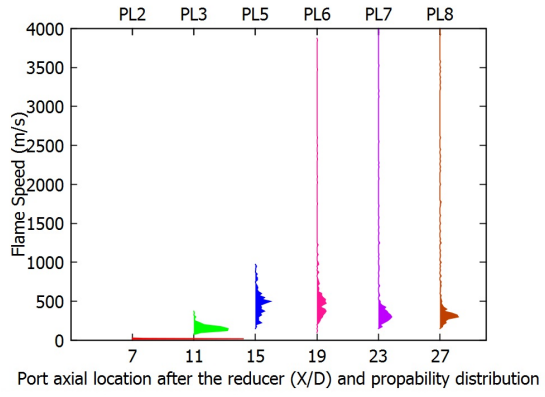 PL2 PL3 PL5 PL6 PL7 PL8
4000
3500
3000
2500
2000
1500
1000
500
0
Flame Speed (m/s)
7 11 15 19 23 27
Port axial location after the reducer (X/D) and propability distribution